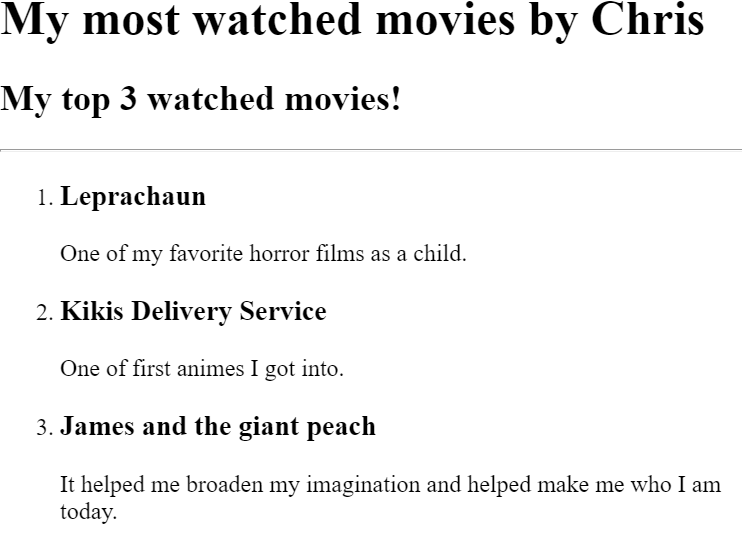 My most watched movies by Chris
My top 3 watched movies!
1. Leprachaun
One of my favorite horror films as a child.
2. Kikis Delivery Service
One of first animes I got into.
3. James and the giant peach
It helped me broaden my imagination and helped make me who I am
today.